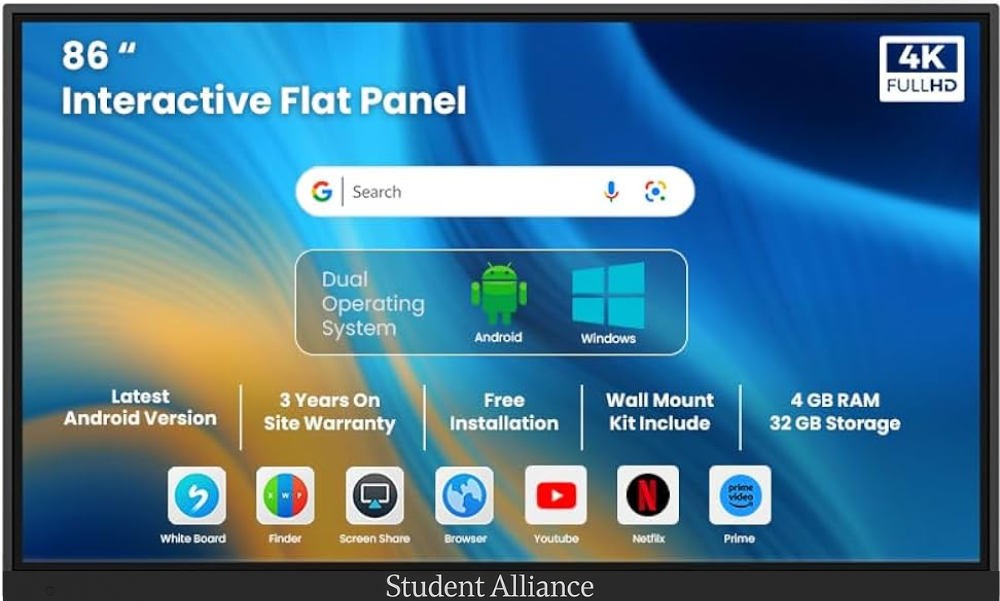 86 “
Interactive Flat Panel
4K
FULLHD
G Search
Dual
Operating
System
Android
Windows
Latest
Android Version
3 Years On
Site Warranty
Free
Installation
Wall Mount
Kit Include
4 GB RAM
32 GB Storage
X W P
N
prime
video
White Board
Finder
Screen Share
Browser
Youtube
Netflix
Prime
Student Alliance